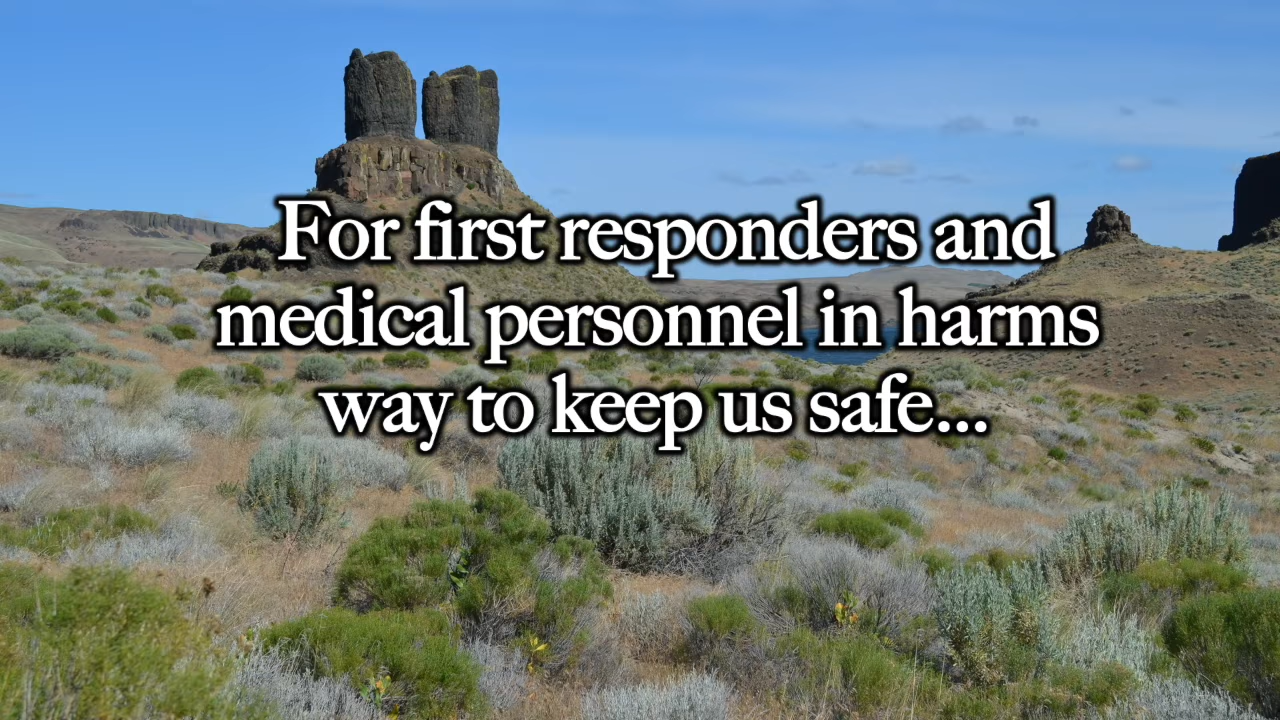 For first responders and
medical personnel in harms
way to keep us safe...